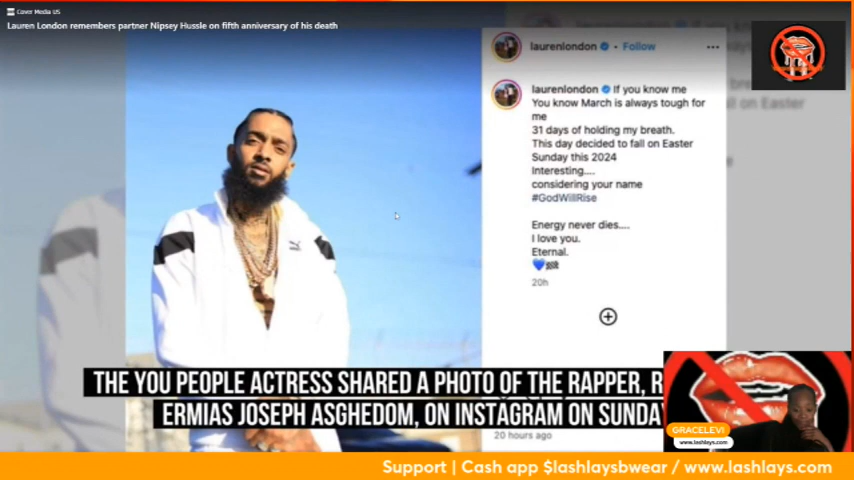 Cover Media US
Lauren London remembers partner Nipsey Hussle on fifth anniversary of his death
laurenlondon • Follow
laurenlondon If you know me
You know March is always tough for
me
31 days of holding my breath.
This day decided to fall on Easter
Sunday this 2024
Interesting....
considering your name
#GodWillRise
Energy never dies....
I love you.
Eternal.
20h
THE YOU PEOPLE ACTRESS SHARED A PHOTO OF THE RAPPER, R
ERMIAS JOSEPH ASGHEDOM, ON INSTAGRAM ON SUNDA
20 hours ago
GRACELEVI
www.lashlays.com
Support | Cash app $lashlaysbwear / www.lashlays.com